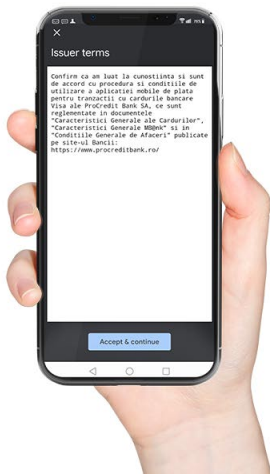 Issuer terms
Confirm ca am luat la cunostiinta si sunt
de acord cu procedura si conditiile de
utilizare a aplicatiei mobile de plata
pentru tranzactii cu cardurile bancare
Visa ale ProCredit Bank SA, ce sunt
reglementate in documentele
"Caracteristici Generale ale Cardurilor",
"Caracteristici Generale MB@nk" si in
"Conditiile Generale de Afaceri" publicate
pe site-ul Bancii:
https://www.procreditbank.ro/
Accept & continue